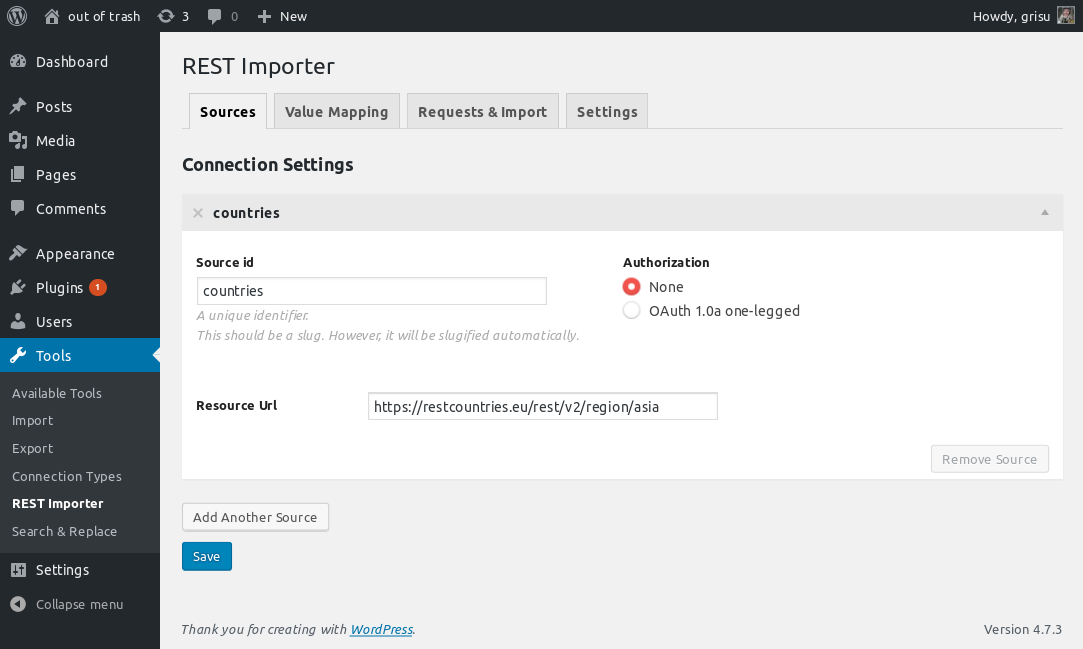 out of trash 3 0 New Howdy, grisu
Dashboard
Posts
Media
Pages
Comments
Appearance
Plugins 1
Users
Tools
Available Tools
Import
Export
Connection Types
REST Importer
Search & Replace
Settings
Collapse menu
REST Importer
Sources Value Mapping Requests & Import Settings
Connection Settings
countries
Source id
countries
A unique identifier.
This should be a slug. However, it will be slugified automatically.
Authorization
None
OAuth 1.0a one-legged
Resource Url https://restcountries.eu/rest/v2/region/asia
Remove Source
Add Another Source
Save
Thank you for creating with WordPress. Version 4.7.3